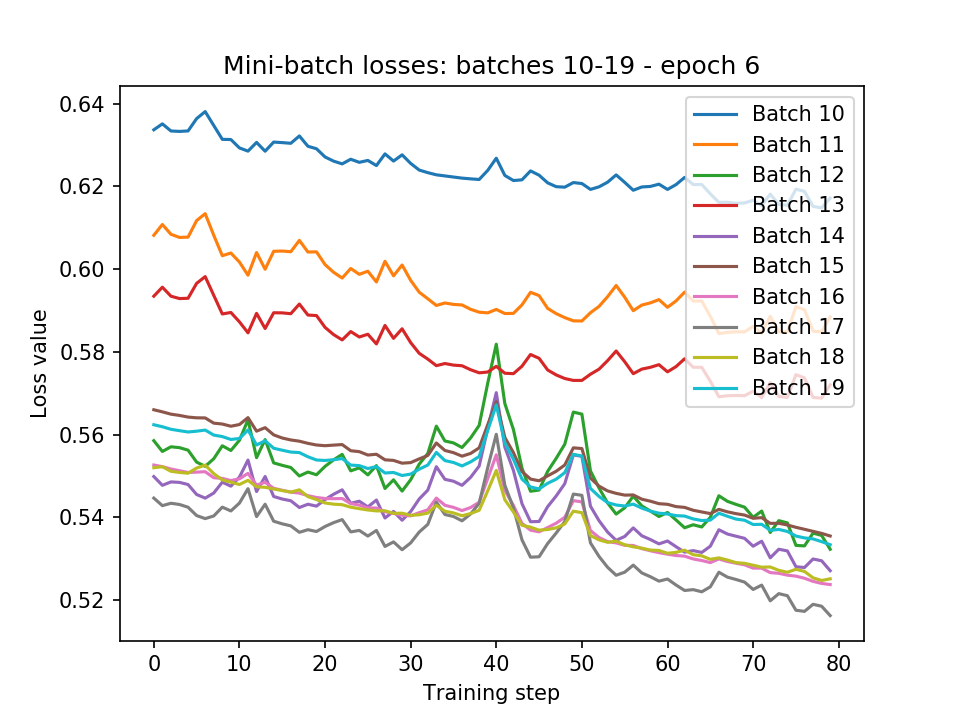 Mini-batch losses: batches 10-19 - epoch 6
Loss value
0.64
0.62
0.60
0.58
0.56
0.54
0.52
Batch 10
Batch 11
Batch 12
Batch 13
Batch 14
Batch 15
Batch 16
Batch 17
Batch 18
Batch 19
0 10 20 30 40 50 60 70 80
Training step